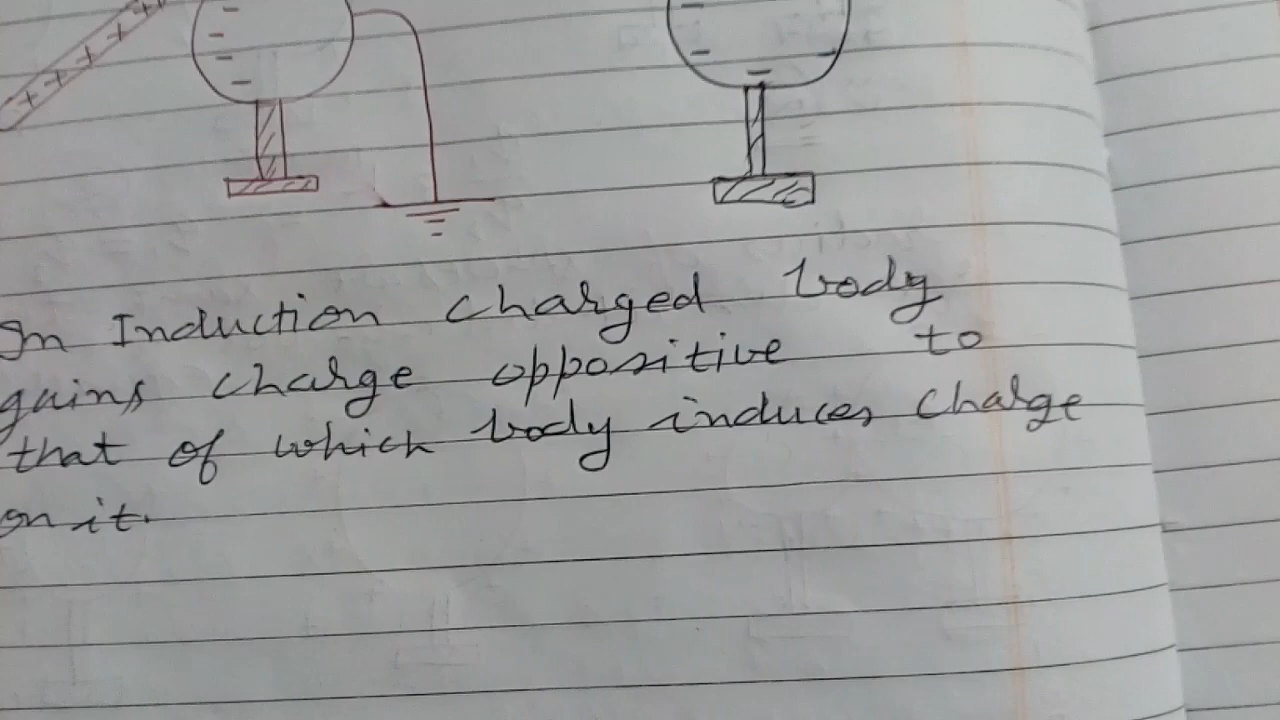 In Induction charged body
gains charge oppositive to
that of which body induces charge
on it.